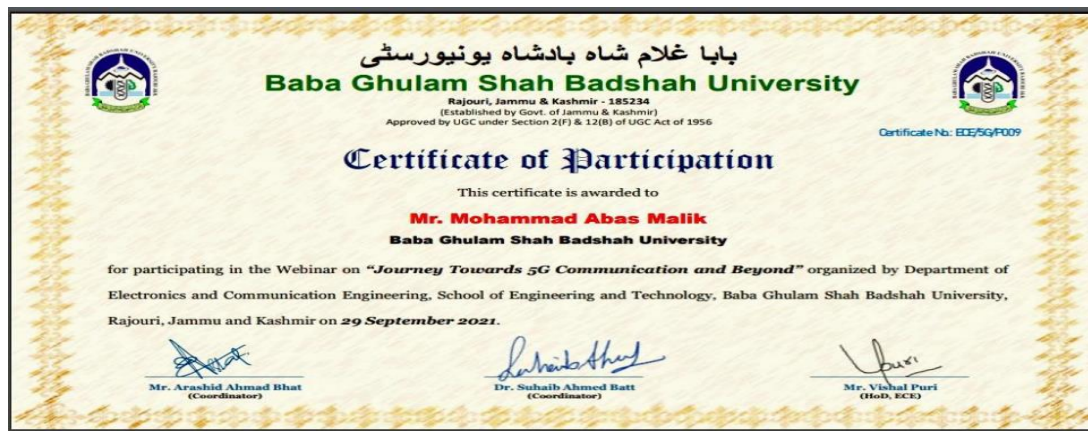 بابا غلام شاہ بادشاہ یونیورسٹی
Baba Ghulam Shah Badshah University
Rajouri, Jammu & Kashmir - 185234
(Established by Govt. of Jammu & Kashmir)
Approved by UGC under Section 2(F) & 12(B) of UGC Act of 1956
Certificate No.: ECE/5G/P009
Certificate of Participation
This certificate is awarded to
Mr. Mohammad Abas Malik
Baba Ghulam Shah Badshah University
for participating in the Webinar on "Journey Towards 5G Communication and Beyond" organized by Department of
Electronics and Communication Engineering, School of Engineering and Technology, Baba Ghulam Shah Badshah University,
Rajouri, Jammu and Kashmir on 29 September 2021.
Mr. Arashid Ahmad Bhat
(Coordinator)
Dr. Suhaib Ahmed Batt
(Coordinator)
Mr. Vishal Puri
(HoD, ECE)